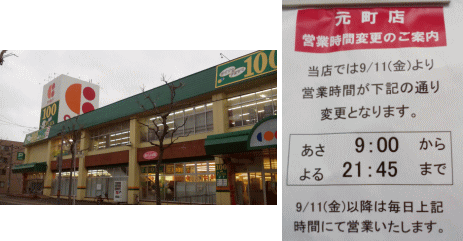 100
100
元町店
営業時間変更のご案内
当店では9/11(金)より
営業時間が下記の通り
変更となります。
あさ 9:00 から
よる 21:45 まで
9/11(金)以降は毎日上記
時間にて営業いたします。